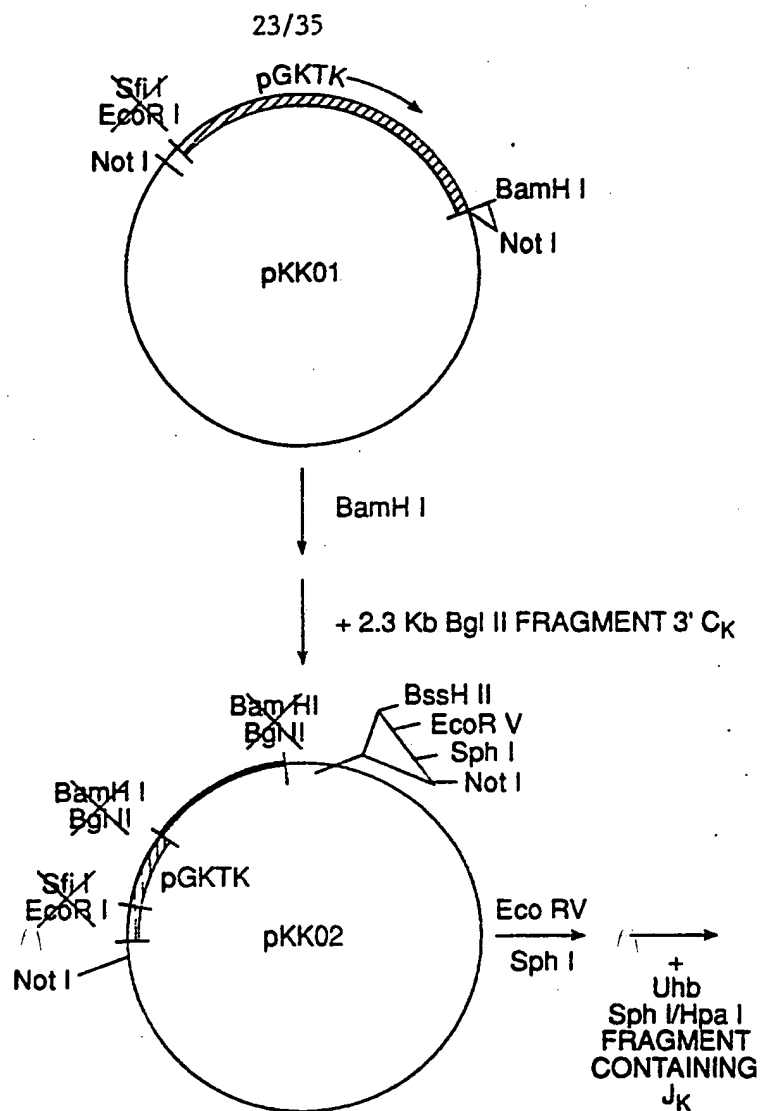 23/35
pGKTK
Sfi I
EcoR I
Not I
BamH I
Not I
pKK01
BamH I
+ 2.3 Kb Bgl II FRAGMENT 3' CK
Bam HI
Bgl II
BssH II
EcoR V
Sph I
Not I
BamH I
Bgl II
pGKTK
Sfi I
EcoR I
Not I
pKK02
Eco RV
Sph I
+
Uhb
Sph I/Hpa I
FRAGMENT
CONTAINING
JK